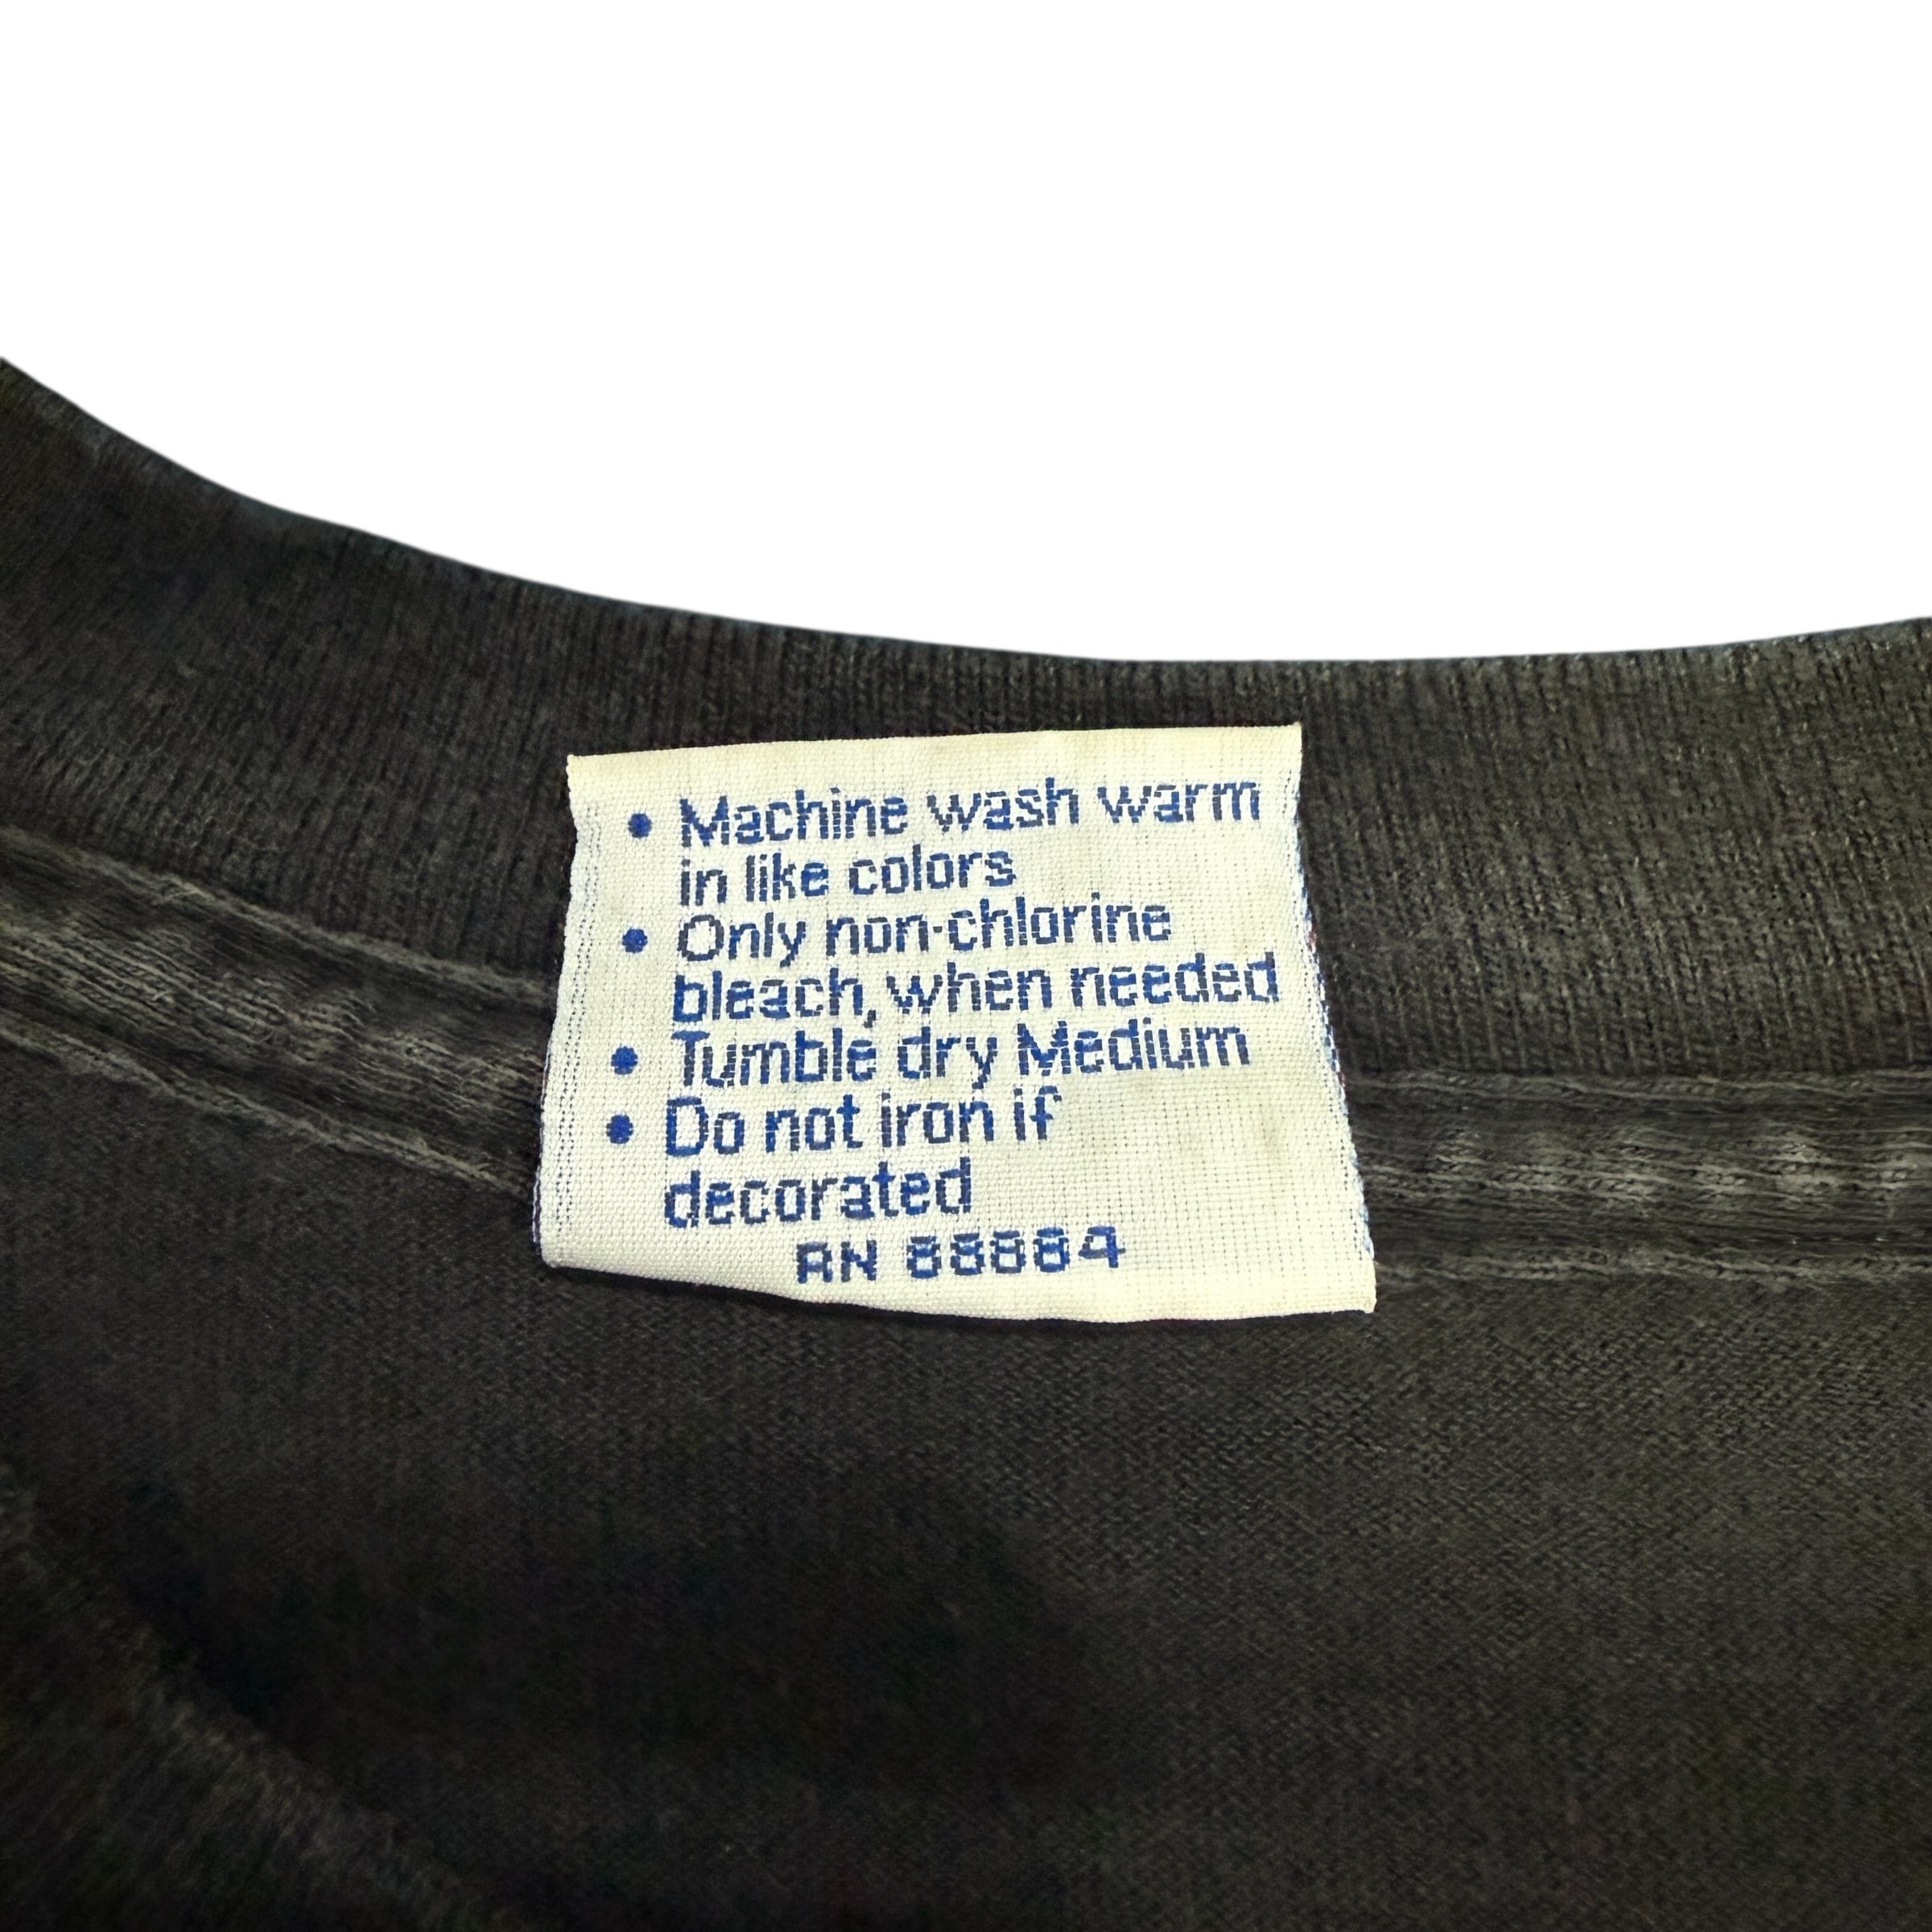 • Machine wash warm
in like colors
• Only non-chlorine
bleach, when needed
• Tumble dry Medium
• Do not iron if
decorated
RN 88884